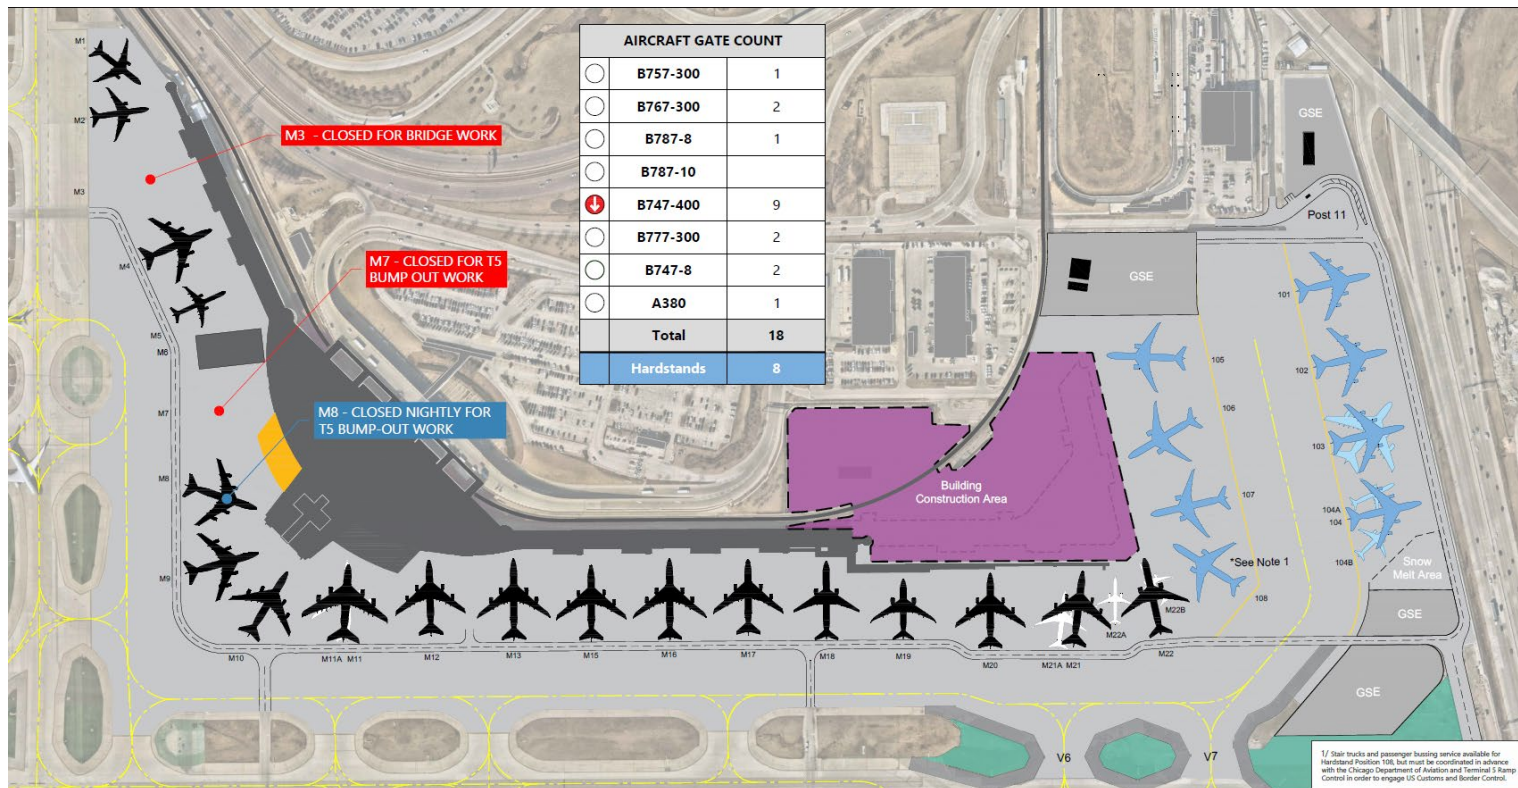 AIRCRAFT GATE COUNT
B757-300 1
B767-300 2
B787-8 1
B787-10
B747-400 9
B777-300 2
B747-8 2
A380 1
Total 18
Hardstands 8
M3 - CLOSED FOR BRIDGE WORK
M7 - CLOSED FOR T5
BUMP OUT WORK
M8 - CLOSED NIGHTLY FOR
T5 BUMP-OUT WORK
M1
M2
M3
M4
M5
M6
M7
M8
M9
M10
M11A M11
M12
M13
M15
M16
M17
M18
M19
M20
M21A M21
M22A
M22B
M22
Building
Construction Area
GSE
Post 11
GSE
101
102
103
104A
104
104B
105
106
107
108
*See Note 1
Snow
Melt Area
GSE
GSE
V6
V7
1/ Stair trucks and passenger bussing service available for
Hardstand Position 108, but must be coordinated in advance
with the Chicago Department of Aviation and Terminal 5 Ramp
Control in order to engage US Customs and Border Control.